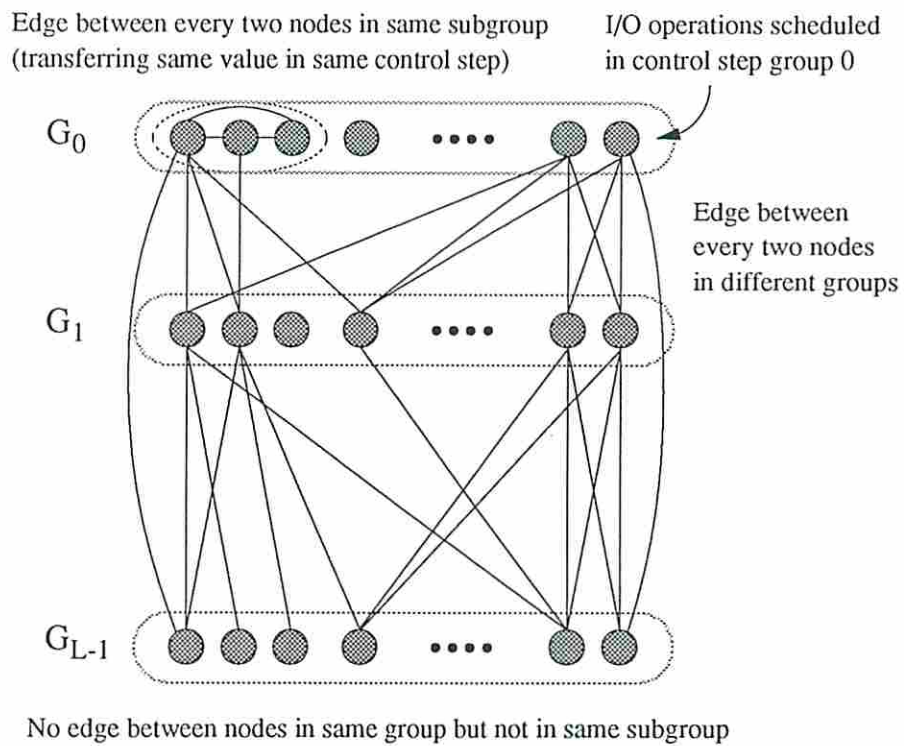 Edge between every two nodes in same subgroup
(transferring same value in same control step)
I/O operations scheduled
in control step group 0
G0
Edge between
every two nodes
in different groups
G1
GL-1
No edge between nodes in same group but not in same subgroup